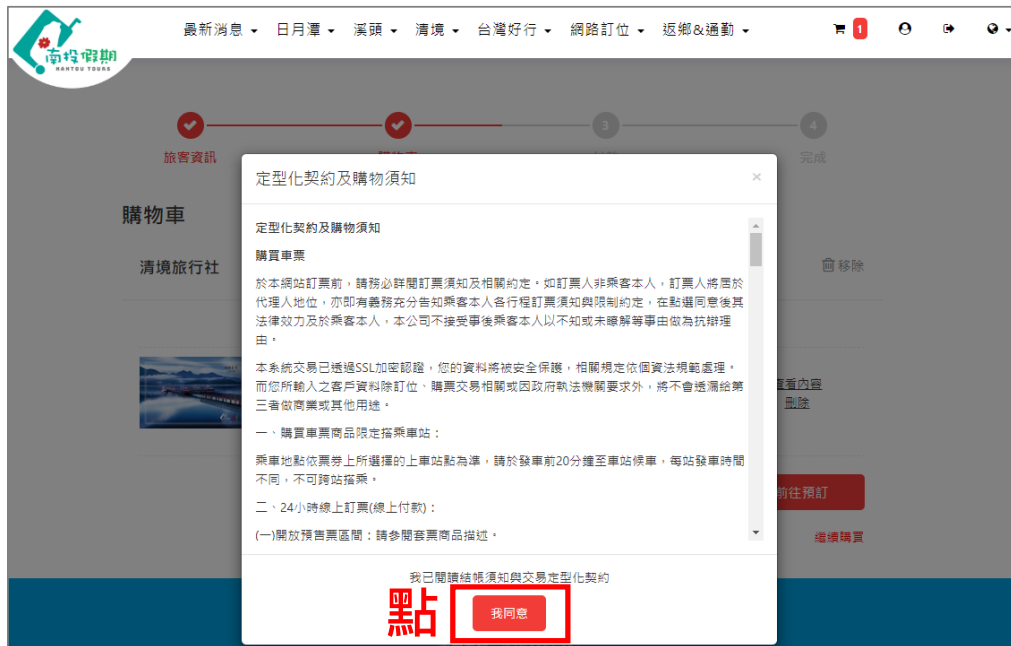 南投假期
NANTOU TOURS
最新消息 日月潭 溪頭 清境 台灣好行 網路訂位 返鄉&通勤 1
3 4
旅客資訊 完成
定型化契約及購物須知 ×
購物車
清境旅行社 移除
定型化契約及購物須知
購買車票
於本網站訂票前，請務必詳閱訂票須知及相關約定。如訂票人非乘客本人，訂票人將居於
代理人地位，亦即有義務充分告知乘客本人各行程訂票須知與限制約定，在點選同意後其
法律效力及於乘客本人，本公司不接受事後乘客本人以不知或未瞭解等事由做為抗辯理
由。
本系統交易已透過SSL加密認證，您的資料將被安全保護，相關規定依個資法規範處理。
而您所輸入之客戶資料除訂位、購票交易相關或因政府執法機關要求外，將不會透漏給第
三者做商業或其他用途。
查看內容
刪除
一、購買車票商品限定搭乘車站：
乘車地點依票券上所選擇的上車站點為準，請於發車前20分鐘至車站候車，每站發車時間
不同，不可跨站搭乘。
前往預訂
二、24小時線上訂票(線上付款)：
(一)開放預售票區間：請參閱套票商品描述。
繼續購買
我已閱讀結帳須知與交易定型化契約
點 我同意